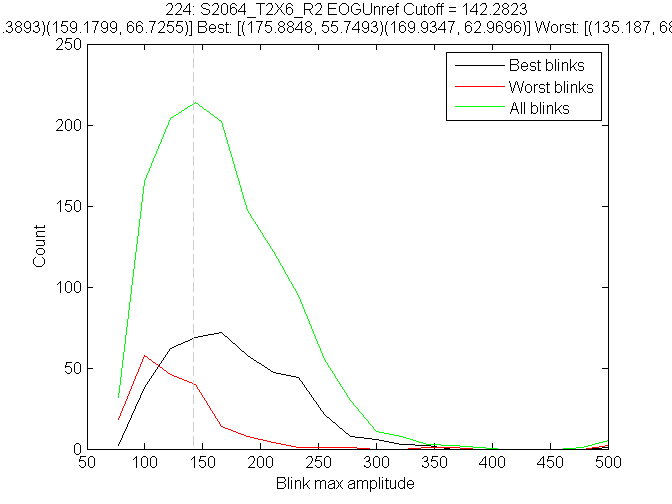 224: S2064_T2X6_R2 EOGUnref Cutoff = 142.2823
.3893)(159.1799, 66.7255)] Best: [(175.8848, 55.7493)(169.9347, 62.9696)] Worst: [(135.187, 68
250
200
150
100
50
0
Count
Best blinks
Worst blinks
All blinks
50 100 150 200 250 300 350 400 450 500
Blink max amplitude